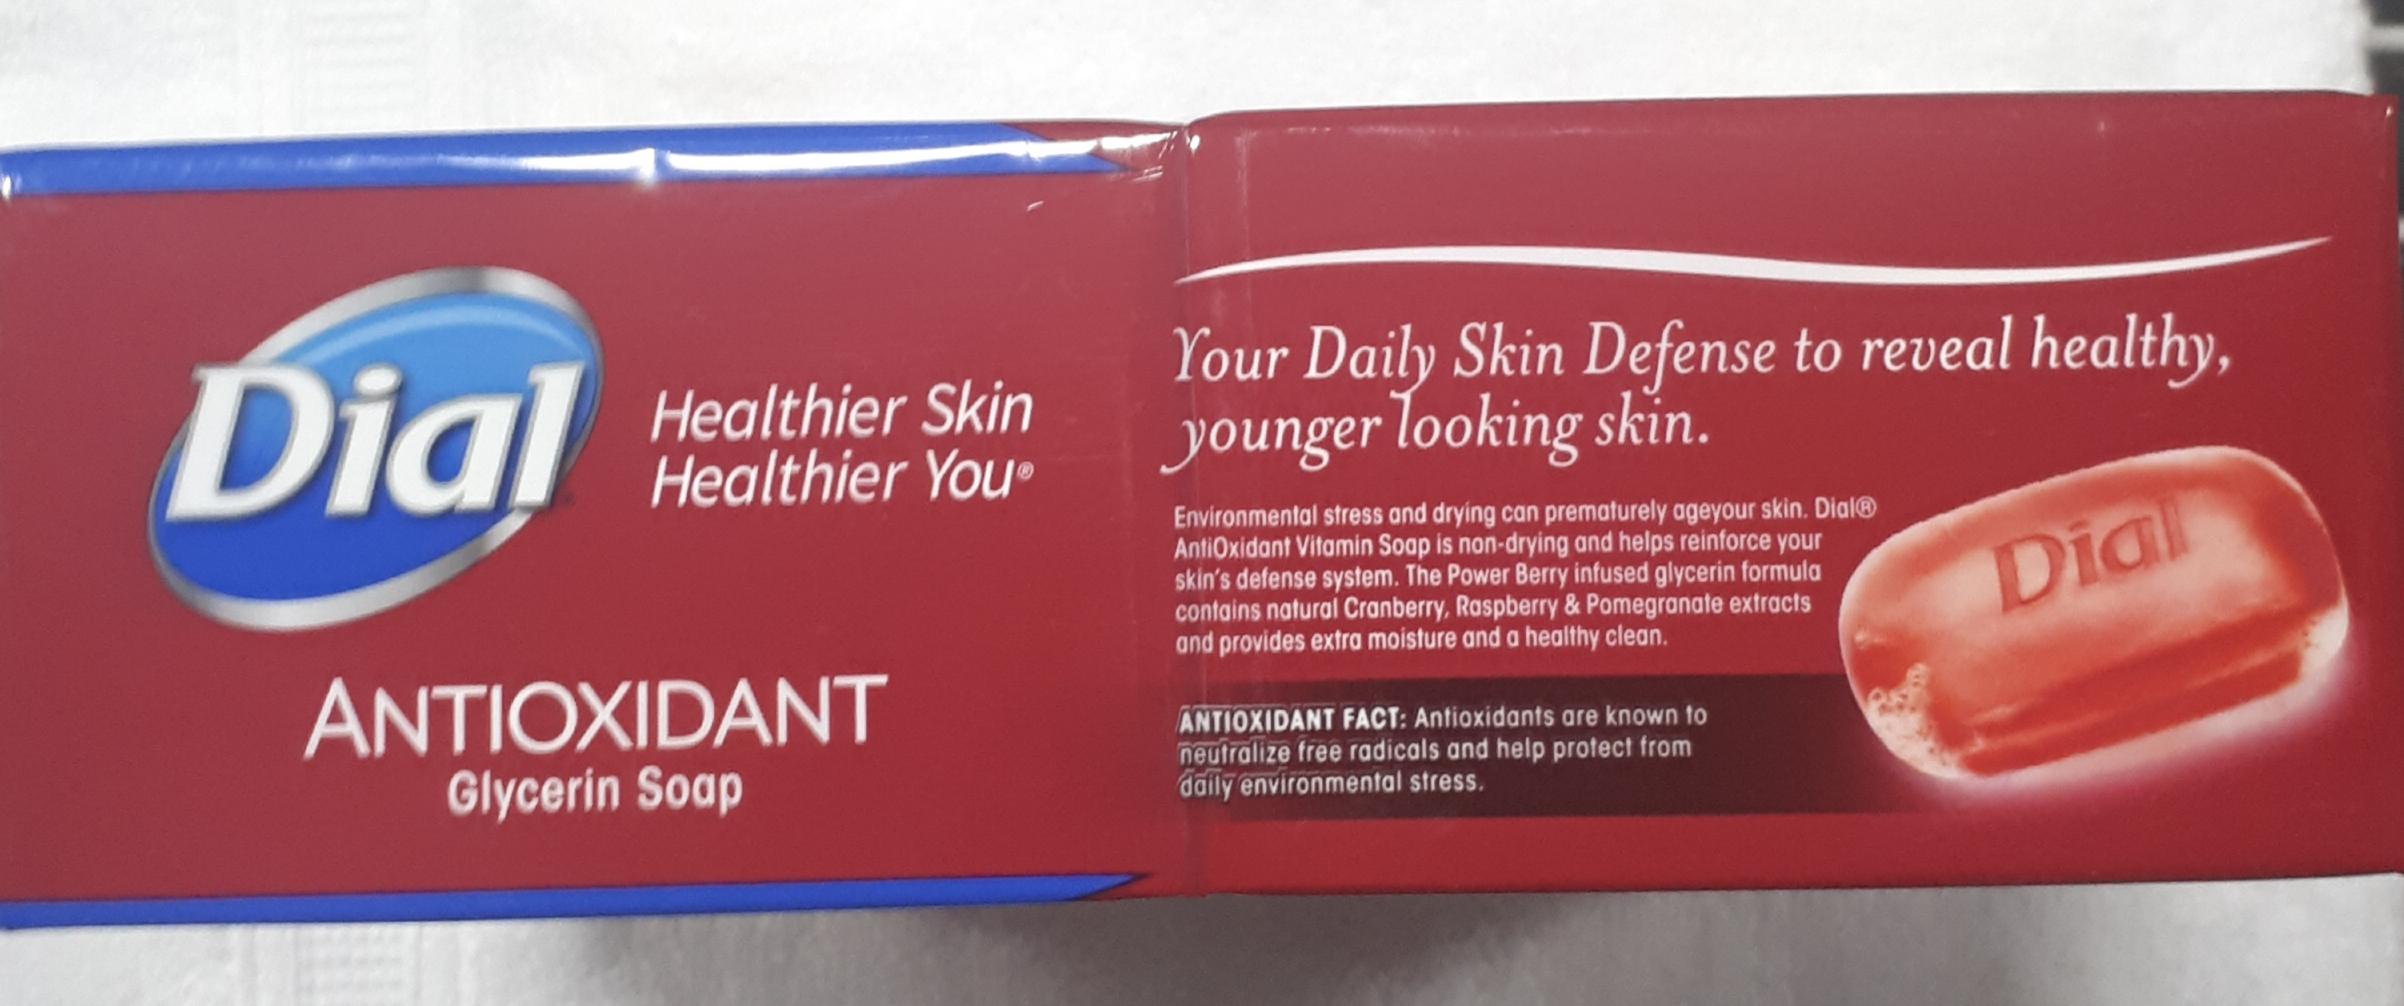 Dial
Healthier Skin
Healthier You®
ANTIOXIDANT
Glycerin Soap
Your Daily Skin Defense to reveal healthy,
younger looking skin.
Environmental stress and drying can prematurely ageyour skin. Dial®
AntiOxidant Vitamin Soap is non-drying and helps reinforce your
skin's defense system. The Power Berry infused glycerin formula
contains natural Cranberry, Raspberry & Pomegranate extracts
and provides extra moisture and a healthy clean.
Dial
ANTIOXIDANT FACT: Antioxidants are known to
neutralize free radicals and help protect from
daily environmental stress.